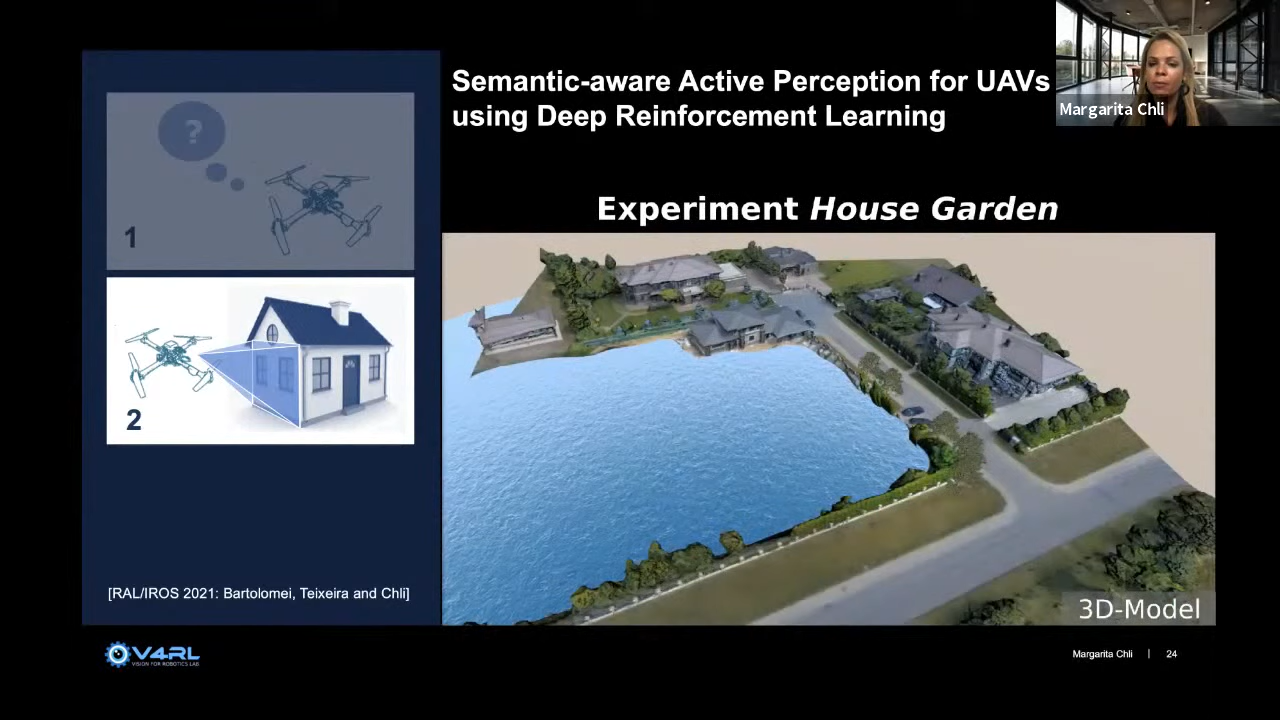 Semantic-aware Active Perception for UAVs
using Deep Reinforcement Learning
Margarita Chli
?
1
Experiment House Garden
2
[RAL/IROS 2021: Bartolomei, Teixeira and Chli]
3D-Model
V4RL
VISION FOR ROBOTICS LAB
Margarita Chli | 24